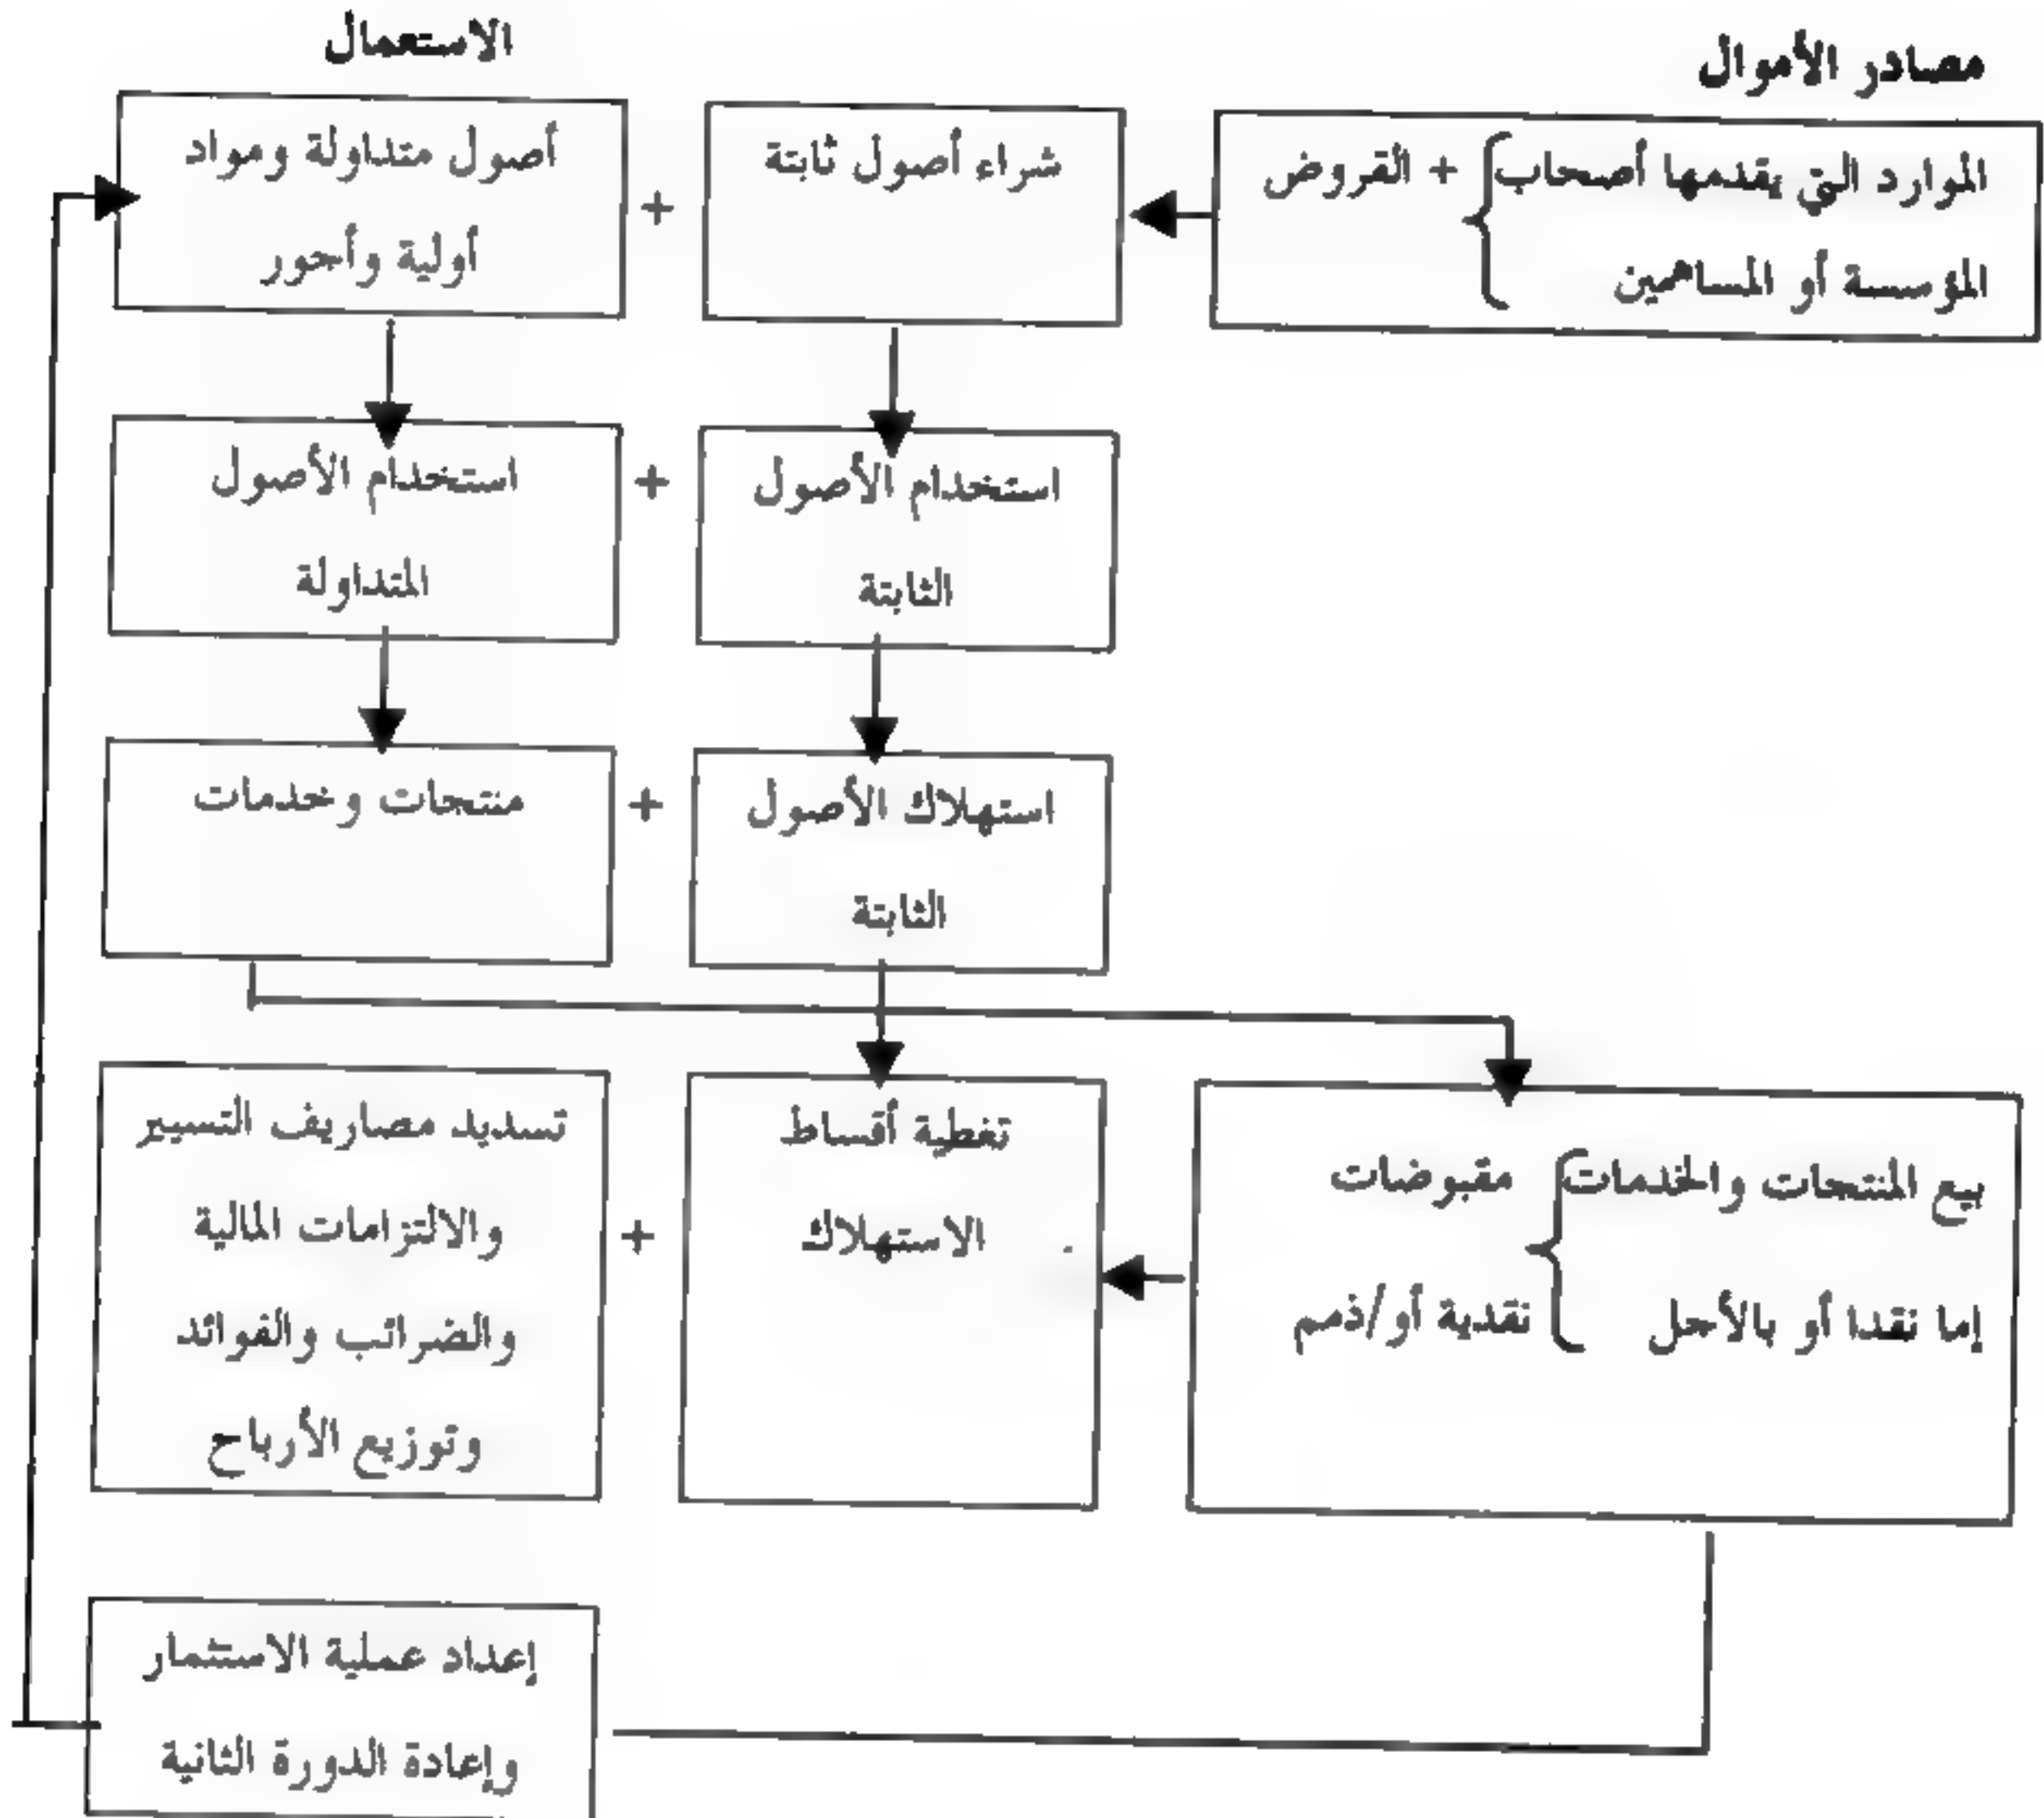 مصادر الأموال
الاستعمال
الموارد التي يقدمها أصحاب + القروض
المؤسسة أو المساهمين
+
شراء أصول ثابتة
+
أصول متداولة ومواد
أولية وأجور
استخدام الأصول
الثابتة
+
استخدام الأصول
المتداولة
استهلاك الأصول
الثابتة
+
منتجات وخدمات
بيع المنتجات والخدمات مقبوضات
إما نقدا أو بالأجل نقدية أو/ذمم
تغطية أقساط
الاستهلاك
+
تسديد مصاريف التسيير
والالتزامات المالية
والضرائب والفوائد
وتوزيع الأرباح
إعداد عملية الاستثمار
وإعادة الدورة الثانية